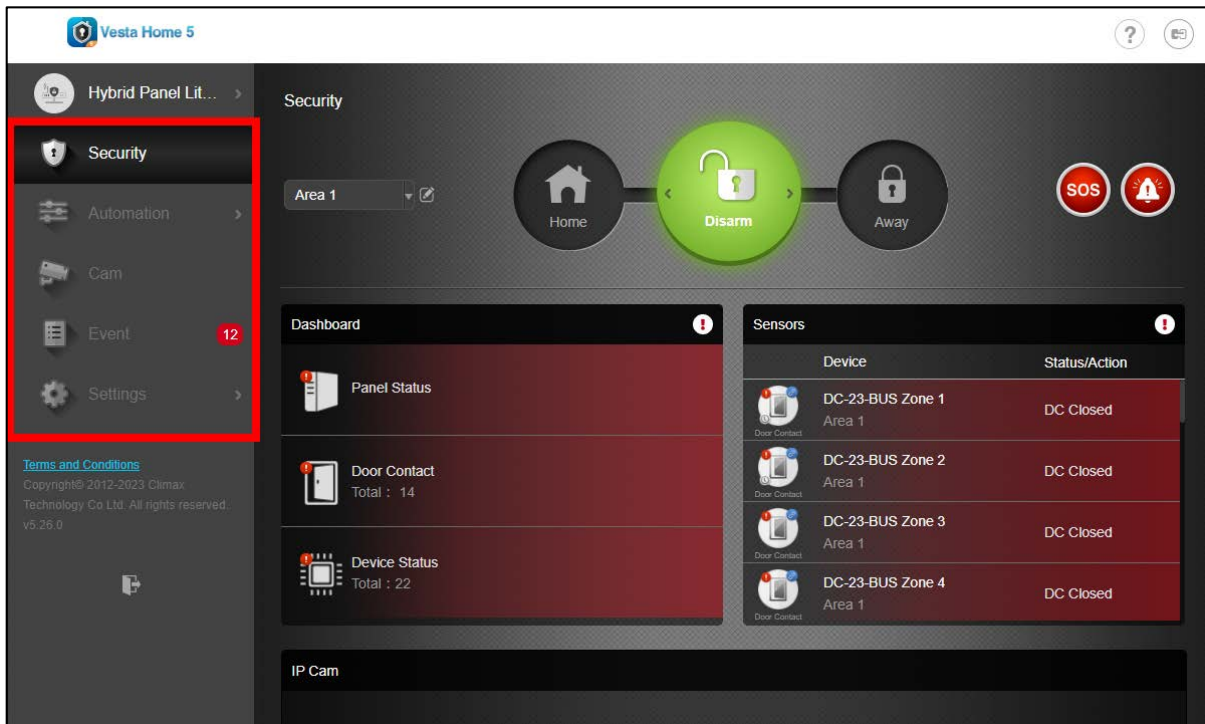 Vesta Home 5
?
Hybrid Panel Lit...
Security
Automation
Cam
Event 12
Settings
Terms and Conditions
Copyright© 2012-2023 Climax
Technology Co Ltd. All rights reserved.
v5.26.0
Security
Area 1
Home
Disarm
Away
SOS
Dashboard
Panel Status
Door Contact
Total : 14
Device Status
Total : 22
Sensors
Device Status/Action
DC-23-BUS Zone 1
Area 1
DC Closed
Door Contact
DC-23-BUS Zone 2
Area 1
DC Closed
Door Contact
DC-23-BUS Zone 3
Area 1
DC Closed
Door Contact
DC-23-BUS Zone 4
Area 1
DC Closed
Door Contact
IP Cam